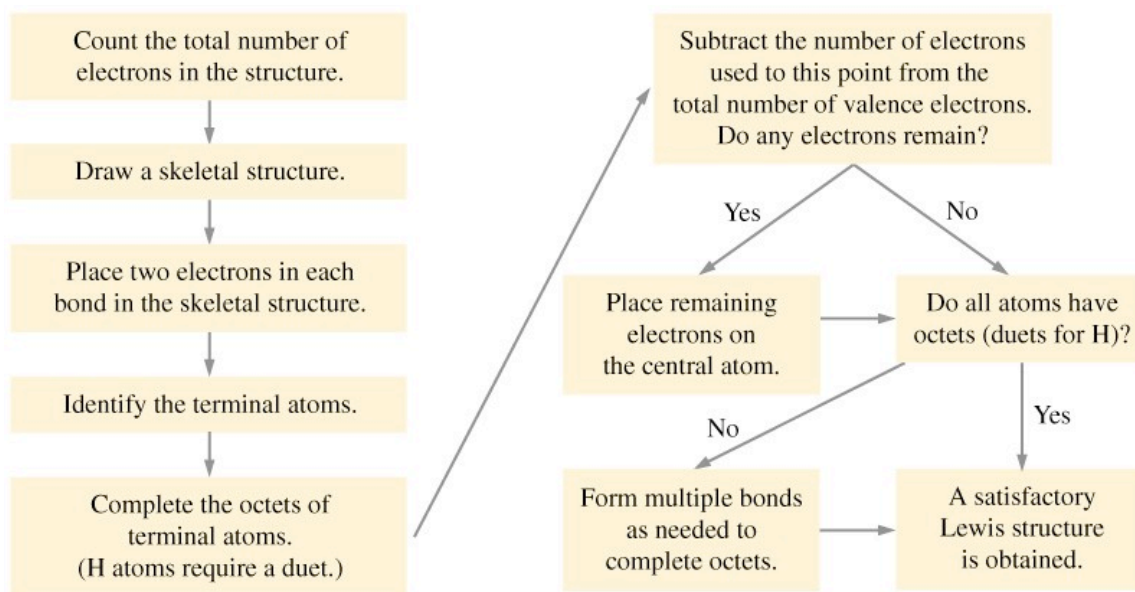 Count the total number of
electrons in the structure.
Draw a skeletal structure.
Place two electrons in each
bond in the skeletal structure.
Identify the terminal atoms.
Complete the octets of
terminal atoms.
(H atoms require a duet.)
Subtract the number of electrons
used to this point from the
total number of valence electrons.
Do any electrons remain?
Yes
No
Place remaining
electrons on
the central atom.
Do all atoms have
octets (duets for H)?
No
Yes
Form multiple bonds
as needed to
complete octets.
A satisfactory
Lewis structure
is obtained.